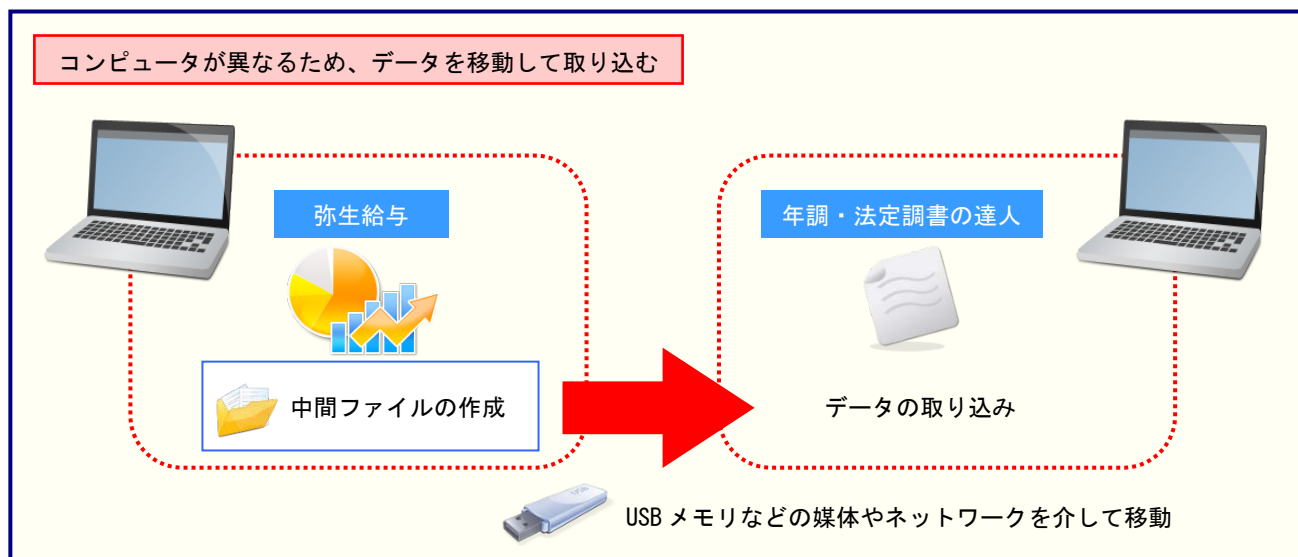 コンピュータが異なるため、データを移動して取り込む
弥生給与
年調・法定調書の達人
中間ファイルの作成
データの取り込み
USB
USB メモリなどの媒体やネットワークを介して移動